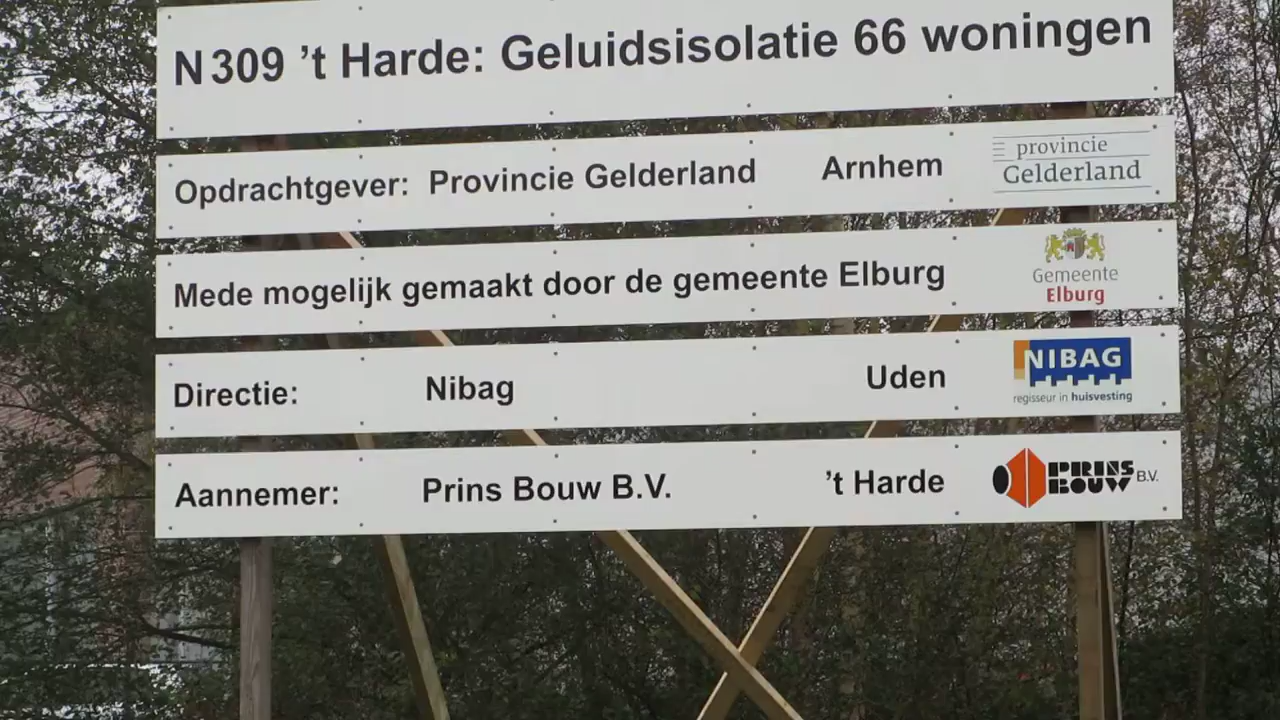 N309 't Harde: Geluidsisolatie 66 woningen
Opdrachtgever: Provincie Gelderland Arnhem
provincie
Gelderland
Mede mogelijk gemaakt door de gemeente Elburg
Gemeente
Elburg
Directie: Nibag Uden
NIBAG
regisseur in huisvesting
Aannemer: Prins Bouw B.V. 't Harde
PRINS
BOUW B.V.